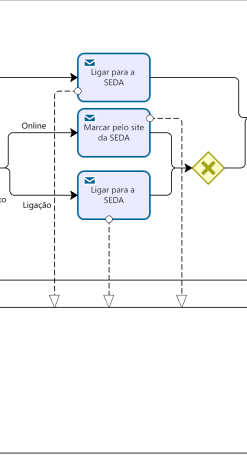 Ligar para a
SEDA
Online
Marcar pelo site
da SEDA
Ligar para a
SEDA
Ligação